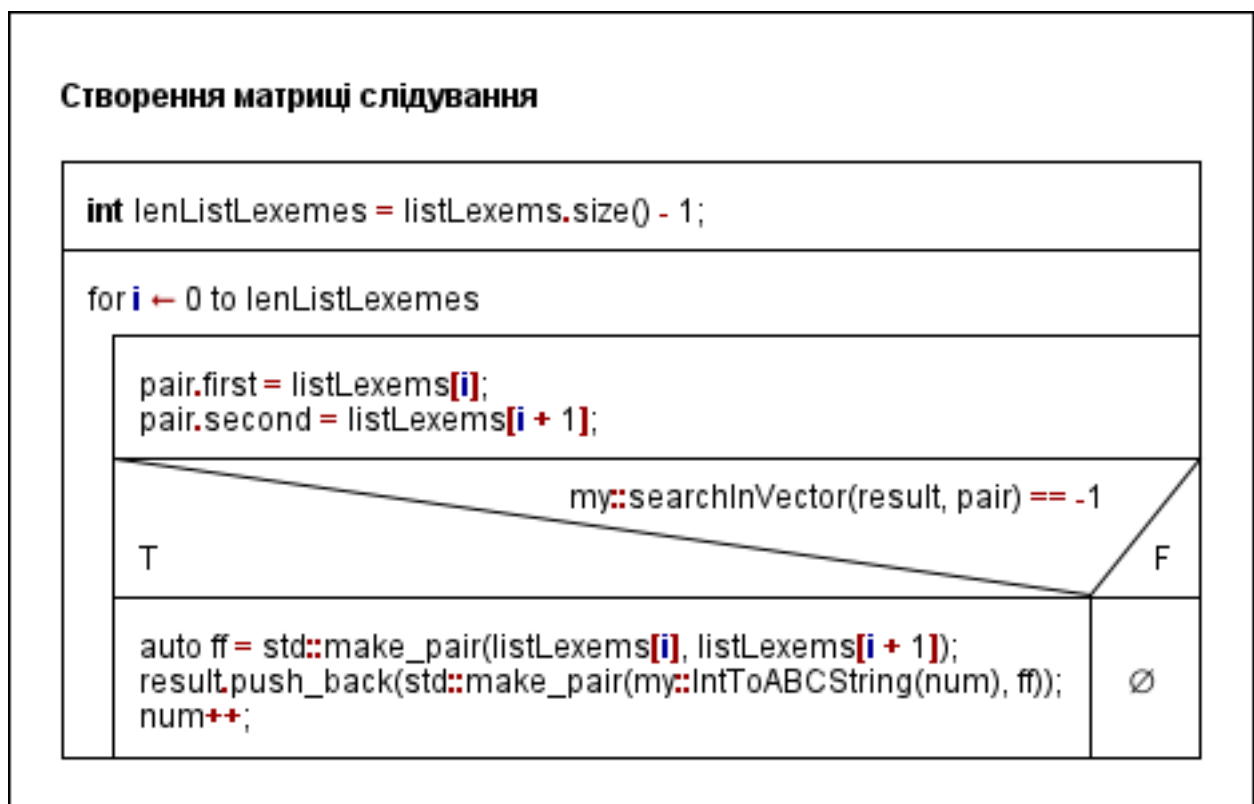 Створення матриці слідування
int lenListLexemes = listLexems.size() - 1;
for i ← 0 to lenListLexemes
pair.first = listLexems[i];
pair.second = listLexems[i + 1];
my::searchInVector(result, pair) == -1
T
F
auto ff = std::make_pair(listLexems[i], listLexems[i + 1]);
result.push_back(std::make_pair(my::IntToABCString(num), ff));
num++;
∅